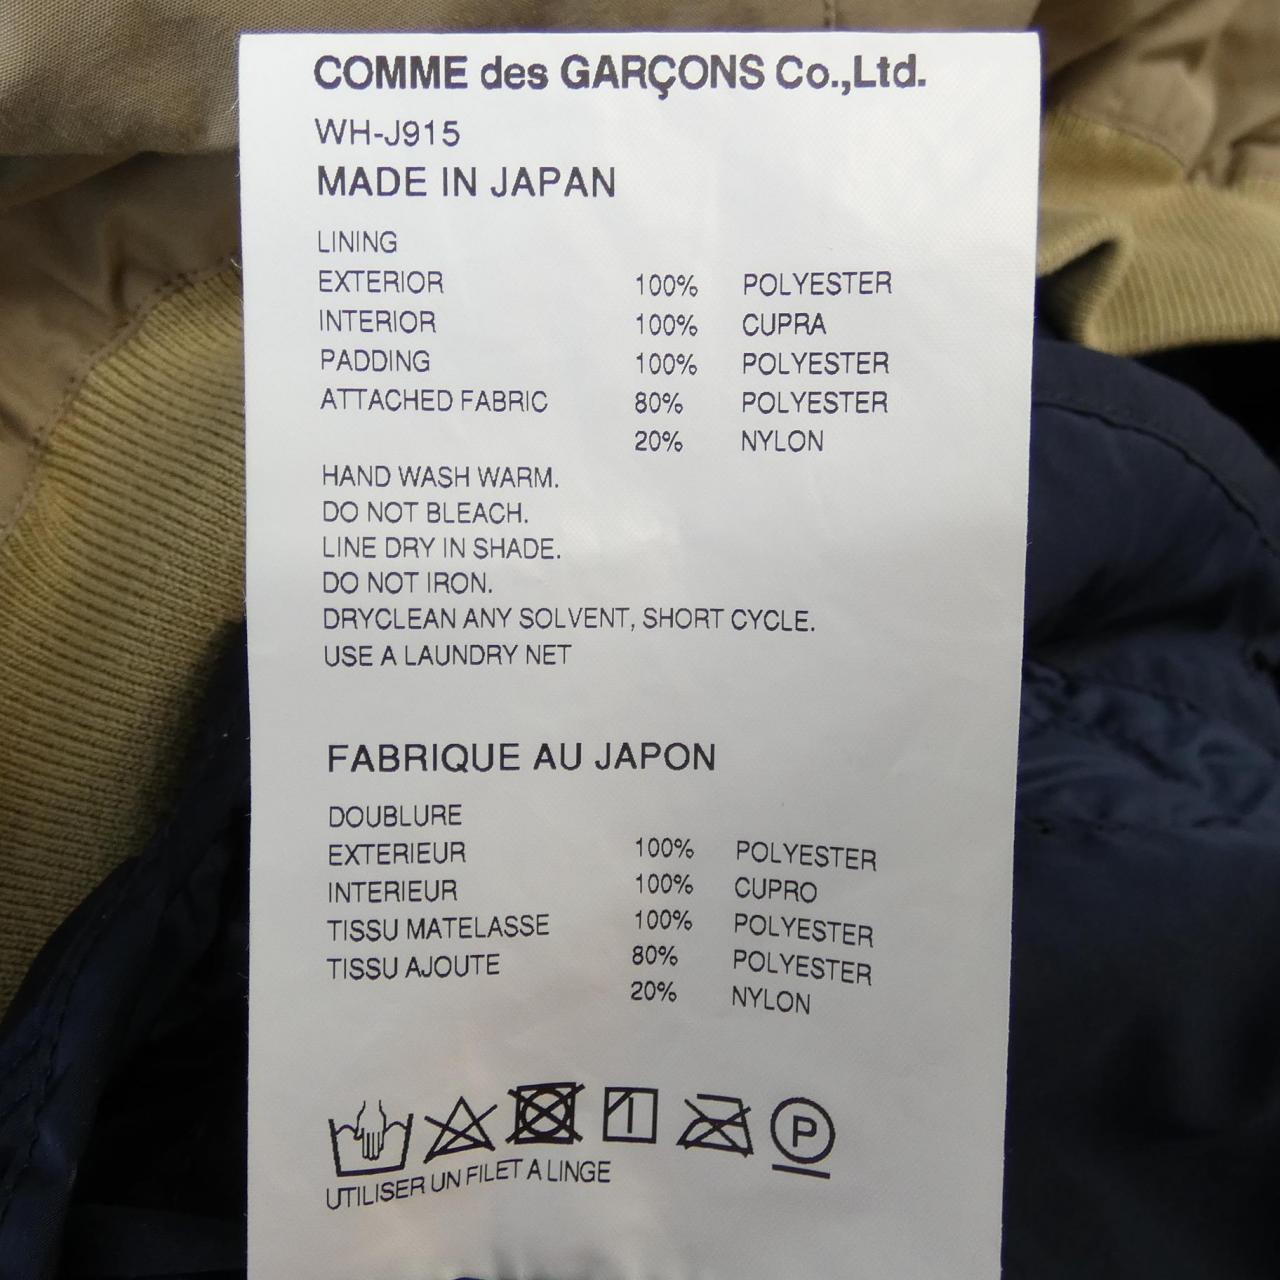 COMME des GARÇONS Co.,Ltd.
WH-J915
MADE IN JAPAN
LINING
EXTERIOR 100% POLYESTER
INTERIOR 100% CUPRA
PADDING 100% POLYESTER
ATTACHED FABRIC 80% POLYESTER
20% NYLON
HAND WASH WARM.
DO NOT BLEACH.
LINE DRY IN SHADE.
DO NOT IRON.
DRYCLEAN ANY SOLVENT, SHORT CYCLE.
USE A LAUNDRY NET
FABRIQUE AU JAPON
DOUBLURE
EXTERIEUR 100% POLYESTER
INTERIEUR 100% CUPRO
TISSU MATELASSE 100% POLYESTER
TISSU AJOUTE 80% POLYESTER
20% NYLON
P
UTILISER UN FILET A LINGE